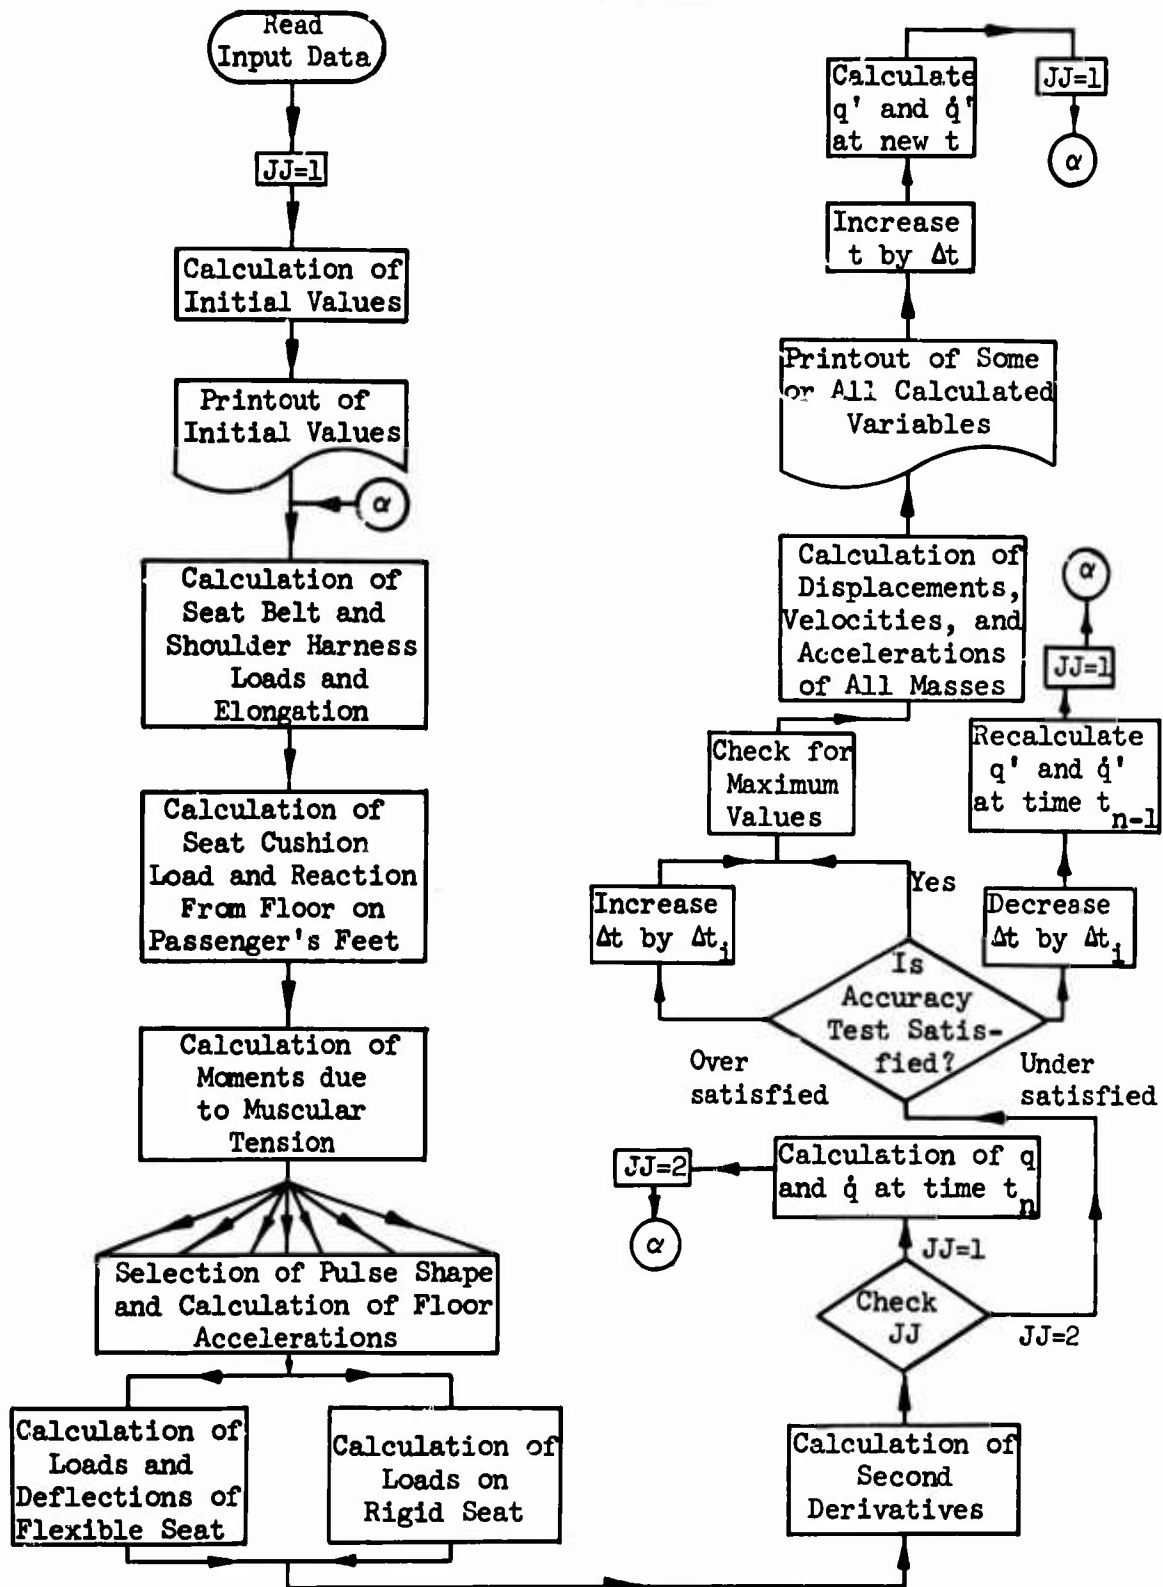 Read
Input Data
JJ=1
Calculation of
Initial Values
Printout of
Initial Values
α
Calculation of
Seat Belt and
Shoulder Harness
Loads and
Elongation
Calculation of
Seat Cushion
Load and Reaction
From Floor on
Passenger's Feet
Calculation of
Moments due
to Muscular
Tension
Selection of Pulse Shape
and Calculation of Floor
Accelerations
Calculation of
Loads and
Deflections of
Flexible Seat
Calculation of
Loads on
Rigid Seat
Calculation of
Second
Derivatives
Check
JJ
JJ=2
JJ=1
Calculation of q
and q̇ at time tn
JJ=2
α
Is
Accuracy
Test Satis-
fied?
Over
satisfied
Under
satisfied
Yes
Increase
Δt by Δti
Decrease
Δt by Δti
Recalculate
q' and q̇'
at time tn-1
JJ=1
α
Check for
Maximum
Values
Calculation of
Displacements,
Velocities, and
Accelerations
of All Masses
Printout of Some
or All Calculated
Variables
Increase
t by Δt
Calculate
q' and q̇'
at new t
JJ=1
α